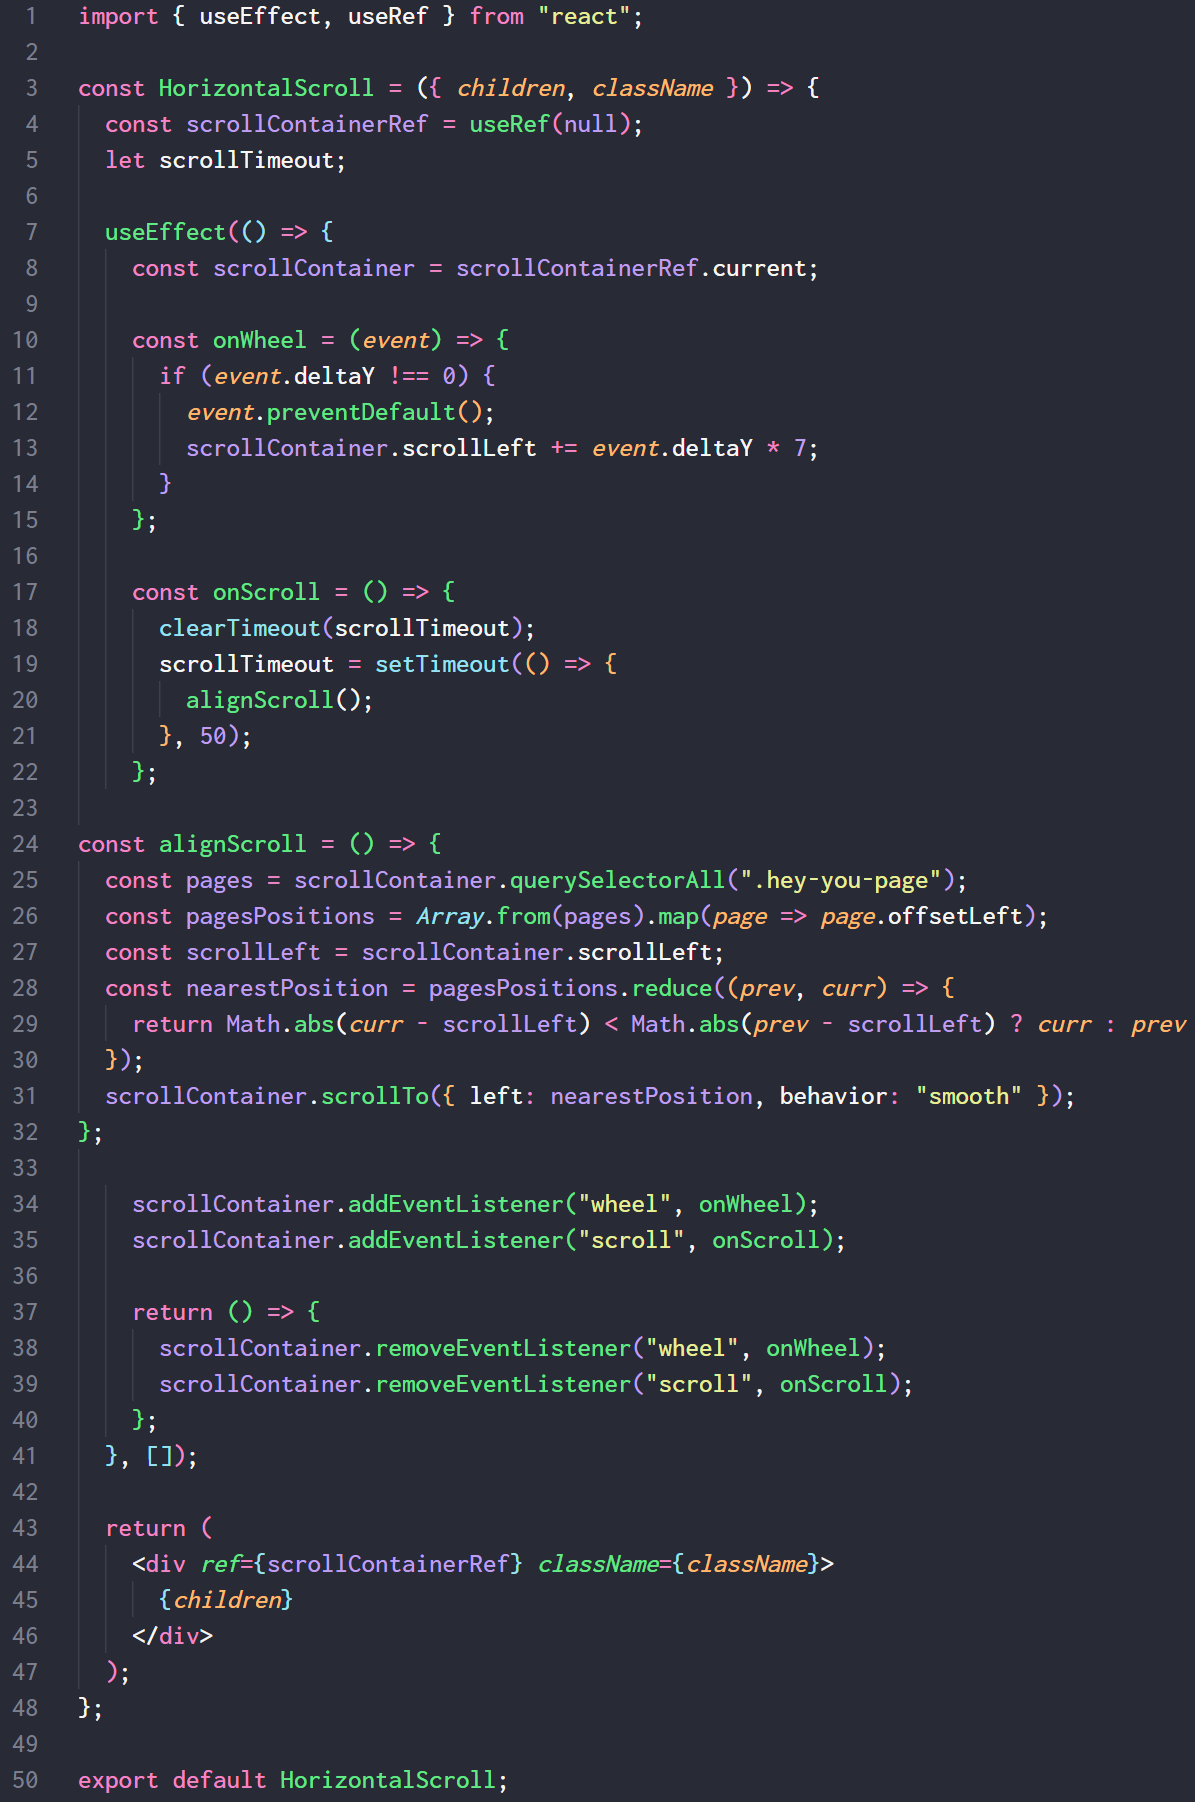 1 import { useEffect, useRef } from "react";
2
3 const HorizontalScroll = ({ children, className }) => {
4   const scrollContainerRef = useRef(null);
5   let scrollTimeout;
6
7   useEffect(() => {
8     const scrollContainer = scrollContainerRef.current;
9
10     const onWheel = (event) => {
11       if (event.deltaY !== 0) {
12         event.preventDefault();
13         scrollContainer.scrollLeft += event.deltaY * 7;
14       }
15     };
16
17     const onScroll = () => {
18       clearTimeout(scrollTimeout);
19       scrollTimeout = setTimeout(() => {
20         alignScroll();
21       }, 50);
22     };
23
24 const alignScroll = () => {
25   const pages = scrollContainer.querySelectorAll(".hey-you-page");
26   const pagesPositions = Array.from(pages).map(page => page.offsetLeft);
27   const scrollLeft = scrollContainer.scrollLeft;
28   const nearestPosition = pagesPositions.reduce((prev, curr) => {
29     return Math.abs(curr - scrollLeft) < Math.abs(prev - scrollLeft) ? curr : prev
30   });
31   scrollContainer.scrollTo({ left: nearestPosition, behavior: "smooth" });
32 };
33
34     scrollContainer.addEventListener("wheel", onWheel);
35     scrollContainer.addEventListener("scroll", onScroll);
36
37     return () => {
38       scrollContainer.removeEventListener("wheel", onWheel);
39       scrollContainer.removeEventListener("scroll", onScroll);
40     };
41   }, []);
42
43   return (
44     <div ref={scrollContainerRef} className={className}>
45       {children}
46     </div>
47   );
48 };
49
50 export default HorizontalScroll;